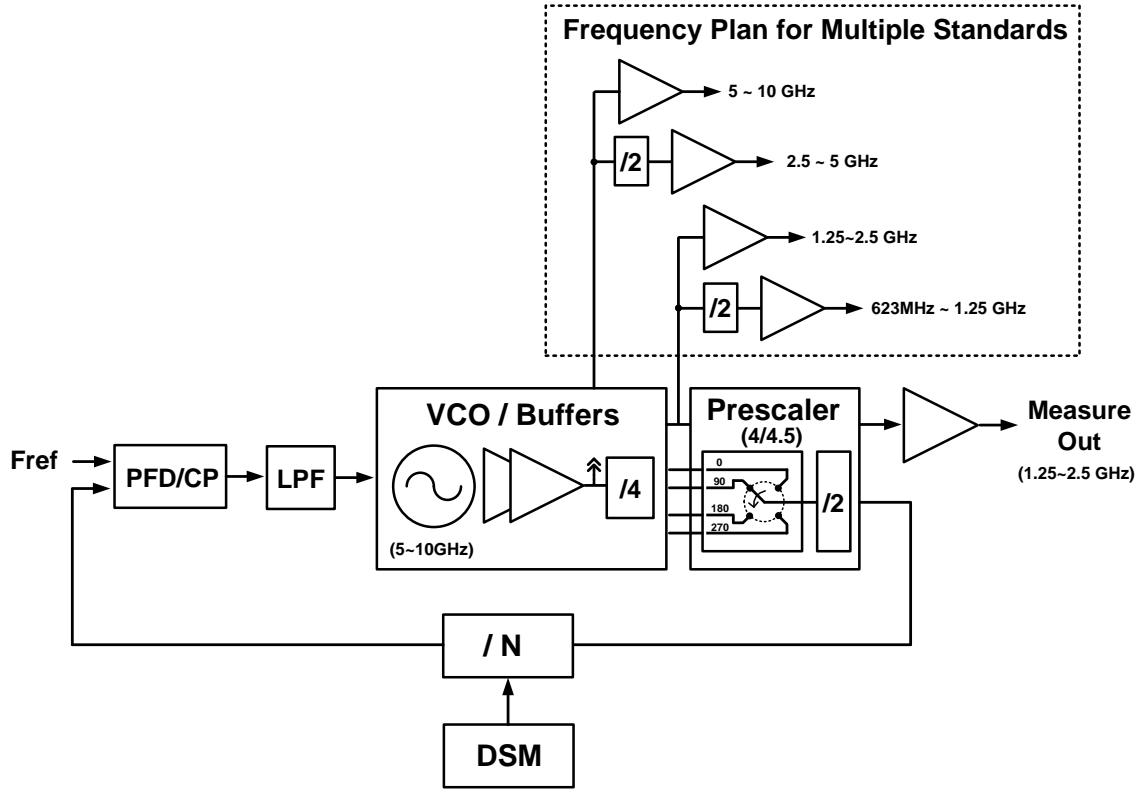 Frequency Plan for Multiple Standards
5 ~ 10 GHz
/2
2.5 ~ 5 GHz
1.25~2.5 GHz
/2
623MHz ~ 1.25 GHz
VCO / Buffers
Prescaler
(4/4.5)
Measure
Out
(1.25~2.5 GHz)
Fref
PFD/CP
LPF
/4
(5~10GHz)
0
90
180
270
/2
/ N
DSM